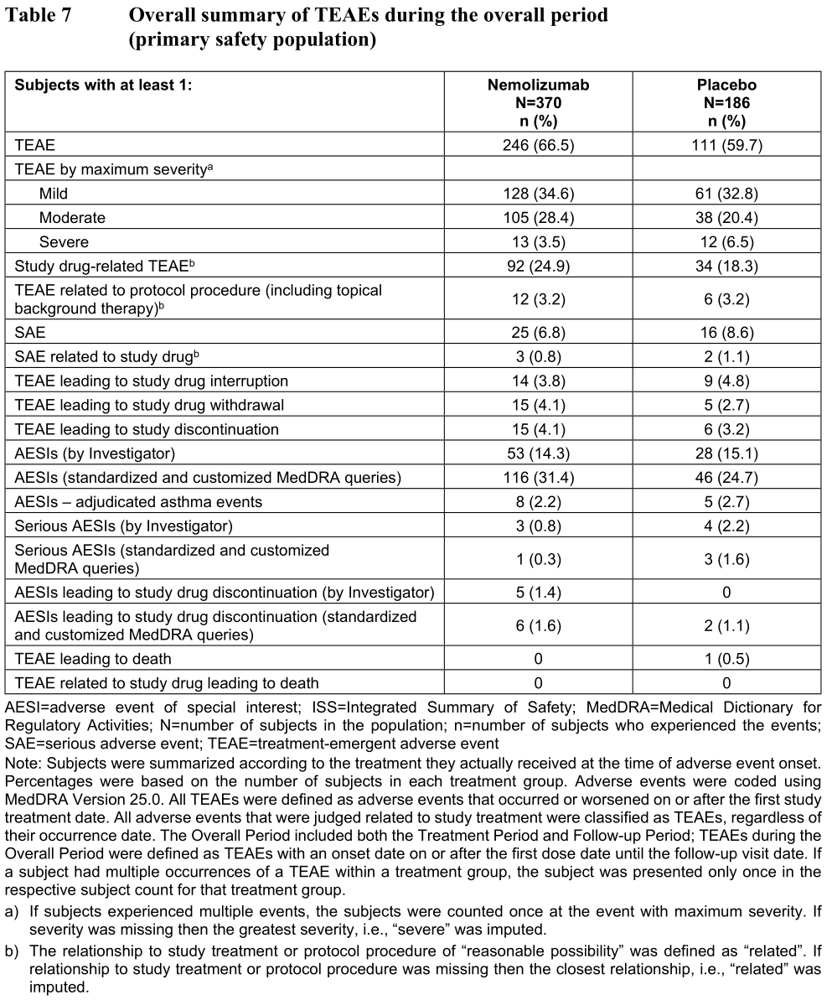 Table 7 Overall summary of TEAEs during the overall period
(primary safety population)
Subjects with at least 1: Nemolizumab N=370 n (%) Placebo N=186 n (%)
TEAE 246 (66.5) 111 (59.7)
TEAE by maximum severityᵃ
Mild 128 (34.6) 61 (32.8)
Moderate 105 (28.4) 38 (20.4)
Severe 13 (3.5) 12 (6.5)
Study drug-related TEAEᵇ 92 (24.9) 34 (18.3)
TEAE related to protocol procedure (including topical
background therapy)ᵇ 12 (3.2) 6 (3.2)
SAE 25 (6.8) 16 (8.6)
SAE related to study drugᵇ 3 (0.8) 2 (1.1)
TEAE leading to study drug interruption 14 (3.8) 9 (4.8)
TEAE leading to study drug withdrawal 15 (4.1) 5 (2.7)
TEAE leading to study discontinuation 15 (4.1) 6 (3.2)
AESIs (by Investigator) 53 (14.3) 28 (15.1)
AESIs (standardized and customized MedDRA queries) 116 (31.4) 46 (24.7)
AESIs – adjudicated asthma events 8 (2.2) 5 (2.7)
Serious AESIs (by Investigator) 3 (0.8) 4 (2.2)
Serious AESIs (standardized and customized
MedDRA queries) 1 (0.3) 3 (1.6)
AESIs leading to study drug discontinuation (by Investigator) 5 (1.4) 0
AESIs leading to study drug discontinuation (standardized
and customized MedDRA queries) 6 (1.6) 2 (1.1)
TEAE leading to death 0 1 (0.5)
TEAE related to study drug leading to death 0 0
AESI=adverse event of special interest; ISS=Integrated Summary of Safety; MedDRA=Medical Dictionary for
Regulatory Activities; N=number of subjects in the population; n=number of subjects who experienced the events;
SAE=serious adverse event; TEAE=treatment-emergent adverse event
Note: Subjects were summarized according to the treatment they actually received at the time of adverse event onset.
Percentages were based on the number of subjects in each treatment group. Adverse events were coded using
MedDRA Version 25.0. All TEAEs were defined as adverse events that occurred or worsened on or after the first study
treatment date. All adverse events that were judged related to study treatment were classified as TEAEs, regardless of
their occurrence date. The Overall Period included both the Treatment Period and Follow-up Period; TEAEs during the
Overall Period were defined as TEAEs with an onset date on or after the first dose date until the follow-up visit date. If
a subject had multiple occurrences of a TEAE within a treatment group, the subject was presented only once in the
respective subject count for that treatment group.
a) If subjects experienced multiple events, the subjects were counted once at the event with maximum severity. If
severity was missing then the greatest severity, i.e., “severe” was imputed.
b) The relationship to study treatment or protocol procedure of “reasonable possibility” was defined as “related”. If
relationship to study treatment or protocol procedure was missing then the closest relationship, i.e., “related” was
imputed.